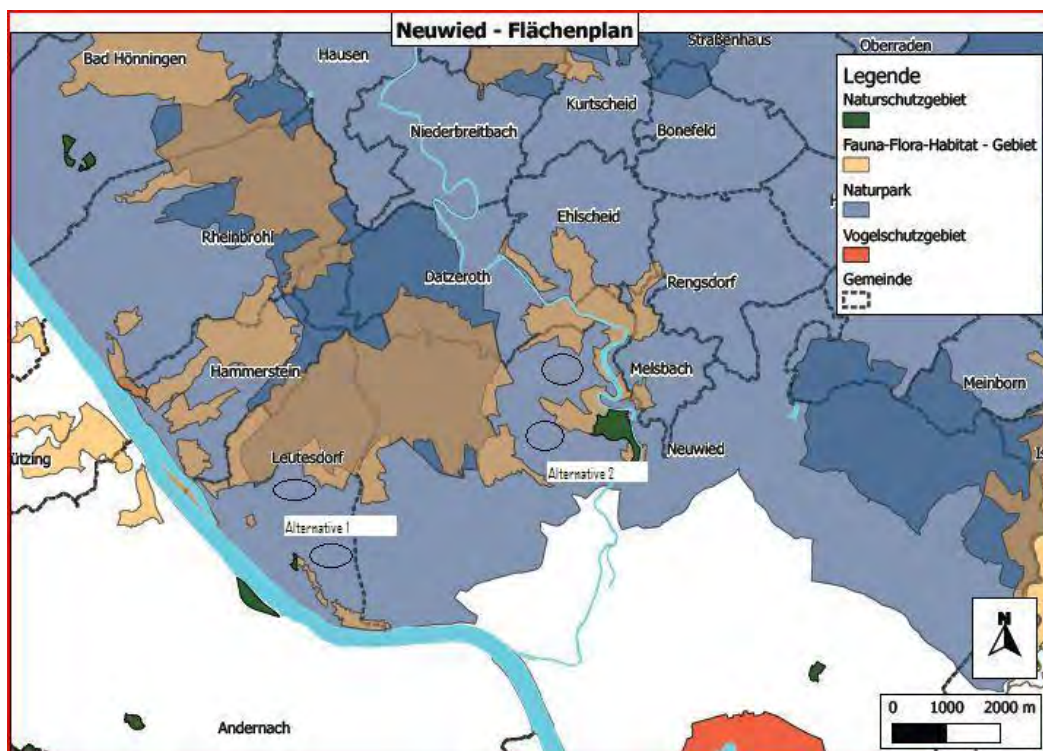 Neuwied - Flächenplan
Straßenhaus
Oberraden
Bad Hönningen
Hausen
Kurtscheid
Niederbreitbach
Bonefeld
Legende
Naturschutzgebiet
Fauna-Flora-Habitat - Gebiet
Naturpark
Vogelschutzgebiet
Gemeinde
Ehlscheid
Rheinbrohl
Datzeroth
Rengsdorf
Hammerstein
Melsbach
Meinborn
ützing
Leutesdorf
Neuwied
Alternative 2
Alternative 1
N
0 1000 2000 m
Andernach